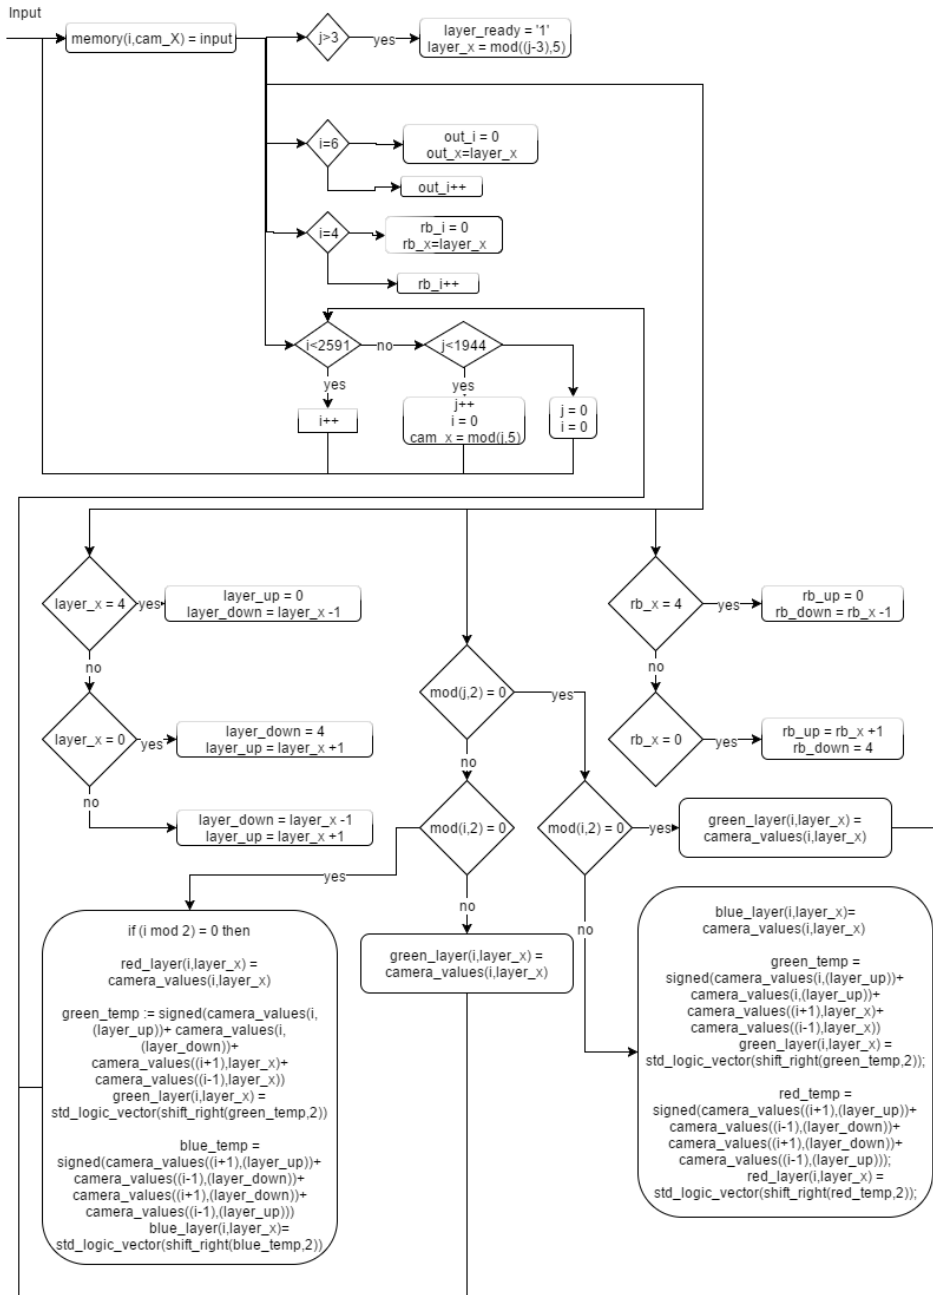 Input
memory(i,cam_X) = input
j>3
yes
layer_ready = '1'
layer_x = mod((j-3),5)
i=6
out_i = 0
out_x=layer_x
out_i++
i=4
rb_i = 0
rb_x=layer_x
rb_i++
i<2591
no
j<1944
yes
yes
i++
j++
i = 0
cam_x = mod(j,5)
j = 0
i = 0
layer_x = 4
yes
layer_up = 0
layer_down = layer_x -1
no
layer_x = 0
yes
layer_down = 4
layer_up = layer_x +1
no
layer_down = layer_x -1
layer_up = layer_x +1
rb_x = 4
yes
rb_up = 0
rb_down = rb_x -1
no
rb_x = 0
yes
rb_up = rb_x +1
rb_down = 4
mod(j,2) = 0
yes
no
mod(i,2) = 0
yes
no
mod(i,2) = 0
yes
no
green_layer(i,layer_x) =
camera_values(i,layer_x)
green_layer(i,layer_x) =
camera_values(i,layer_x)
if (i mod 2) = 0 then
red_layer(i,layer_x) =
camera_values(i,layer_x)
green_temp := signed(camera_values(i,
(layer_up))+ camera_values(i,
(layer_down))+
camera_values((i+1),layer_x)+
camera_values((i-1),layer_x))
green_layer(i,layer_x) =
std_logic_vector(shift_right(green_temp,2))
blue_temp =
signed(camera_values((i+1),(layer_up))+
camera_values((i-1),(layer_down))+
camera_values((i+1),(layer_down))+
camera_values((i-1),(layer_up)))
blue_layer(i,layer_x)=
std_logic_vector(shift_right(blue_temp,2))
blue_layer(i,layer_x)=
camera_values(i,layer_x)
green_temp =
signed(camera_values(i,(layer_up))+
camera_values(i,(layer_up))+
camera_values((i+1),layer_x)+
camera_values((i-1),layer_x))
green_layer(i,layer_x) =
std_logic_vector(shift_right(green_temp,2));
red_temp =
signed(camera_values((i+1),(layer_up))+
camera_values((i-1),(layer_down))+
camera_values((i+1),(layer_down))+
camera_values((i-1),(layer_up)));
red_layer(i,layer_x) =
std_logic_vector(shift_right(red_temp,2));